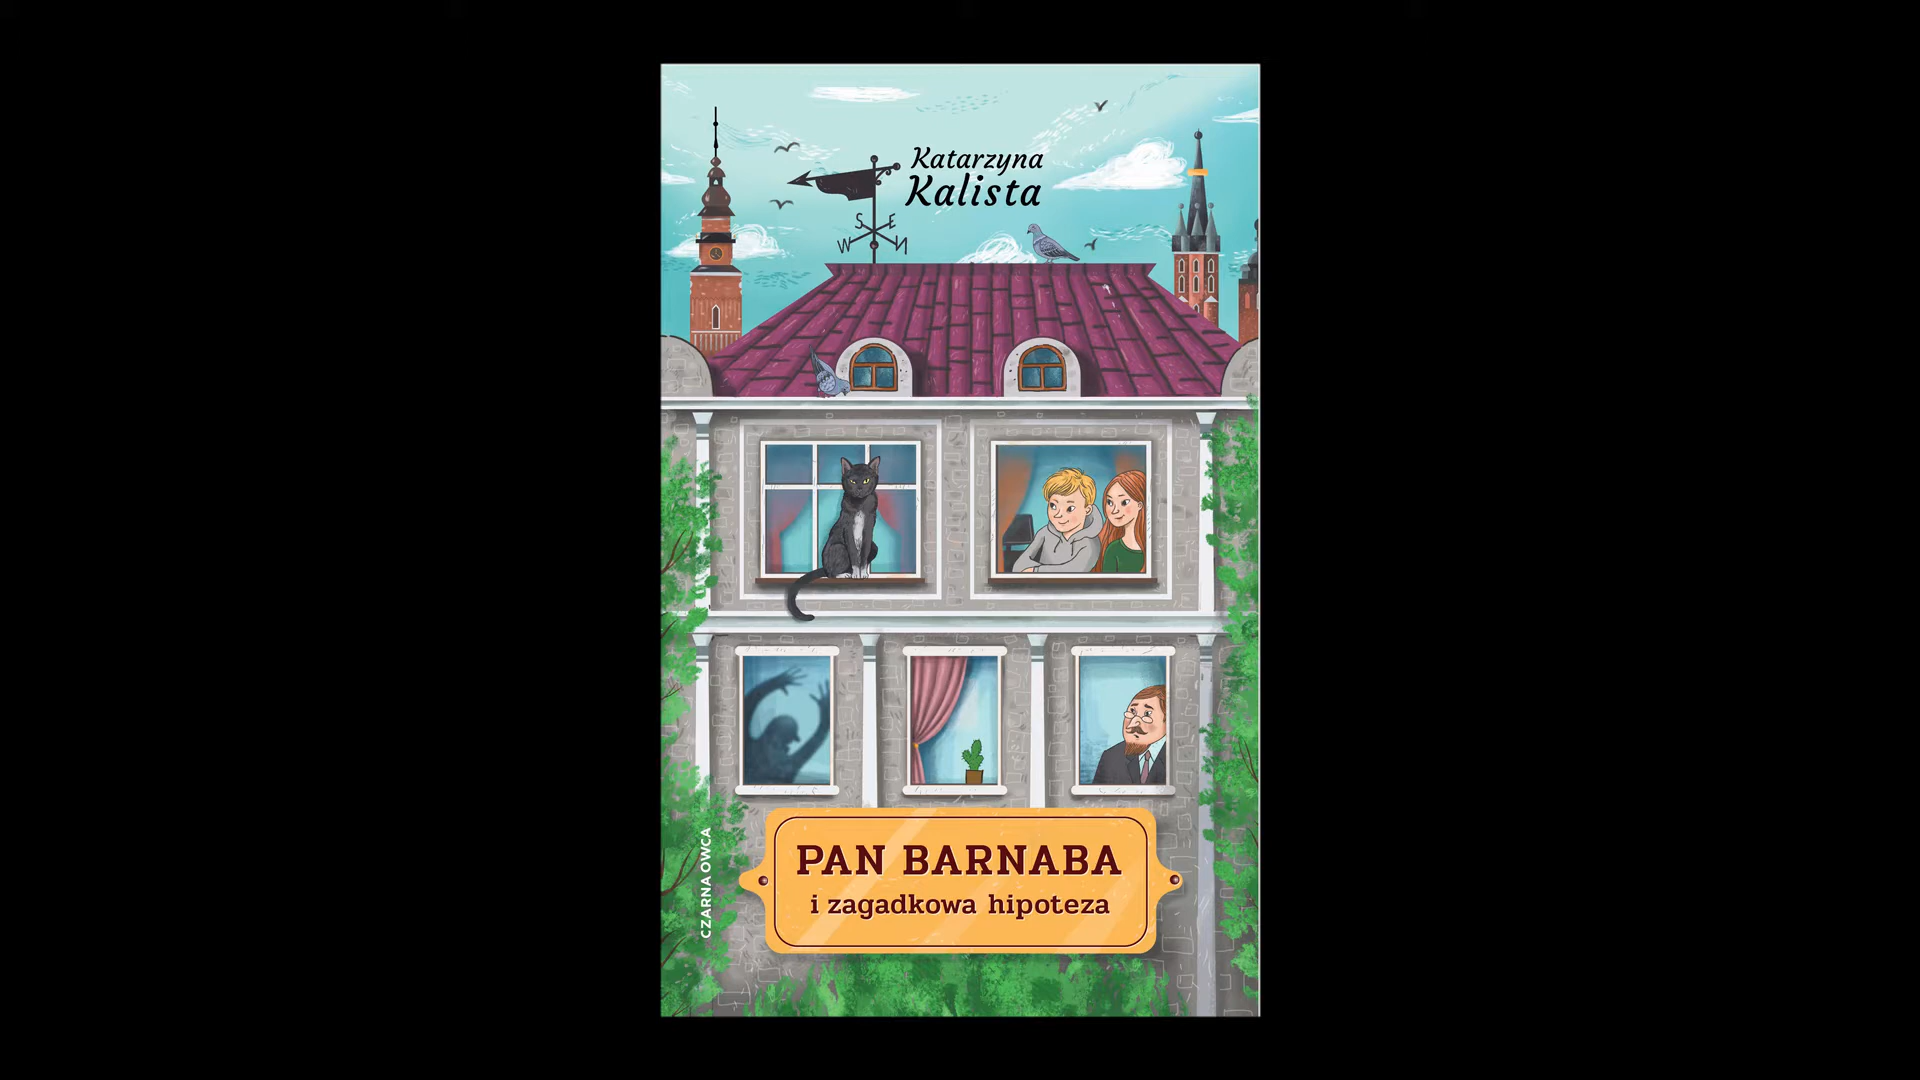 Katarzyna
Kalista
S E
W N
CZARNA OWCA
PAN BARNABA
i zagadkowa hipoteza